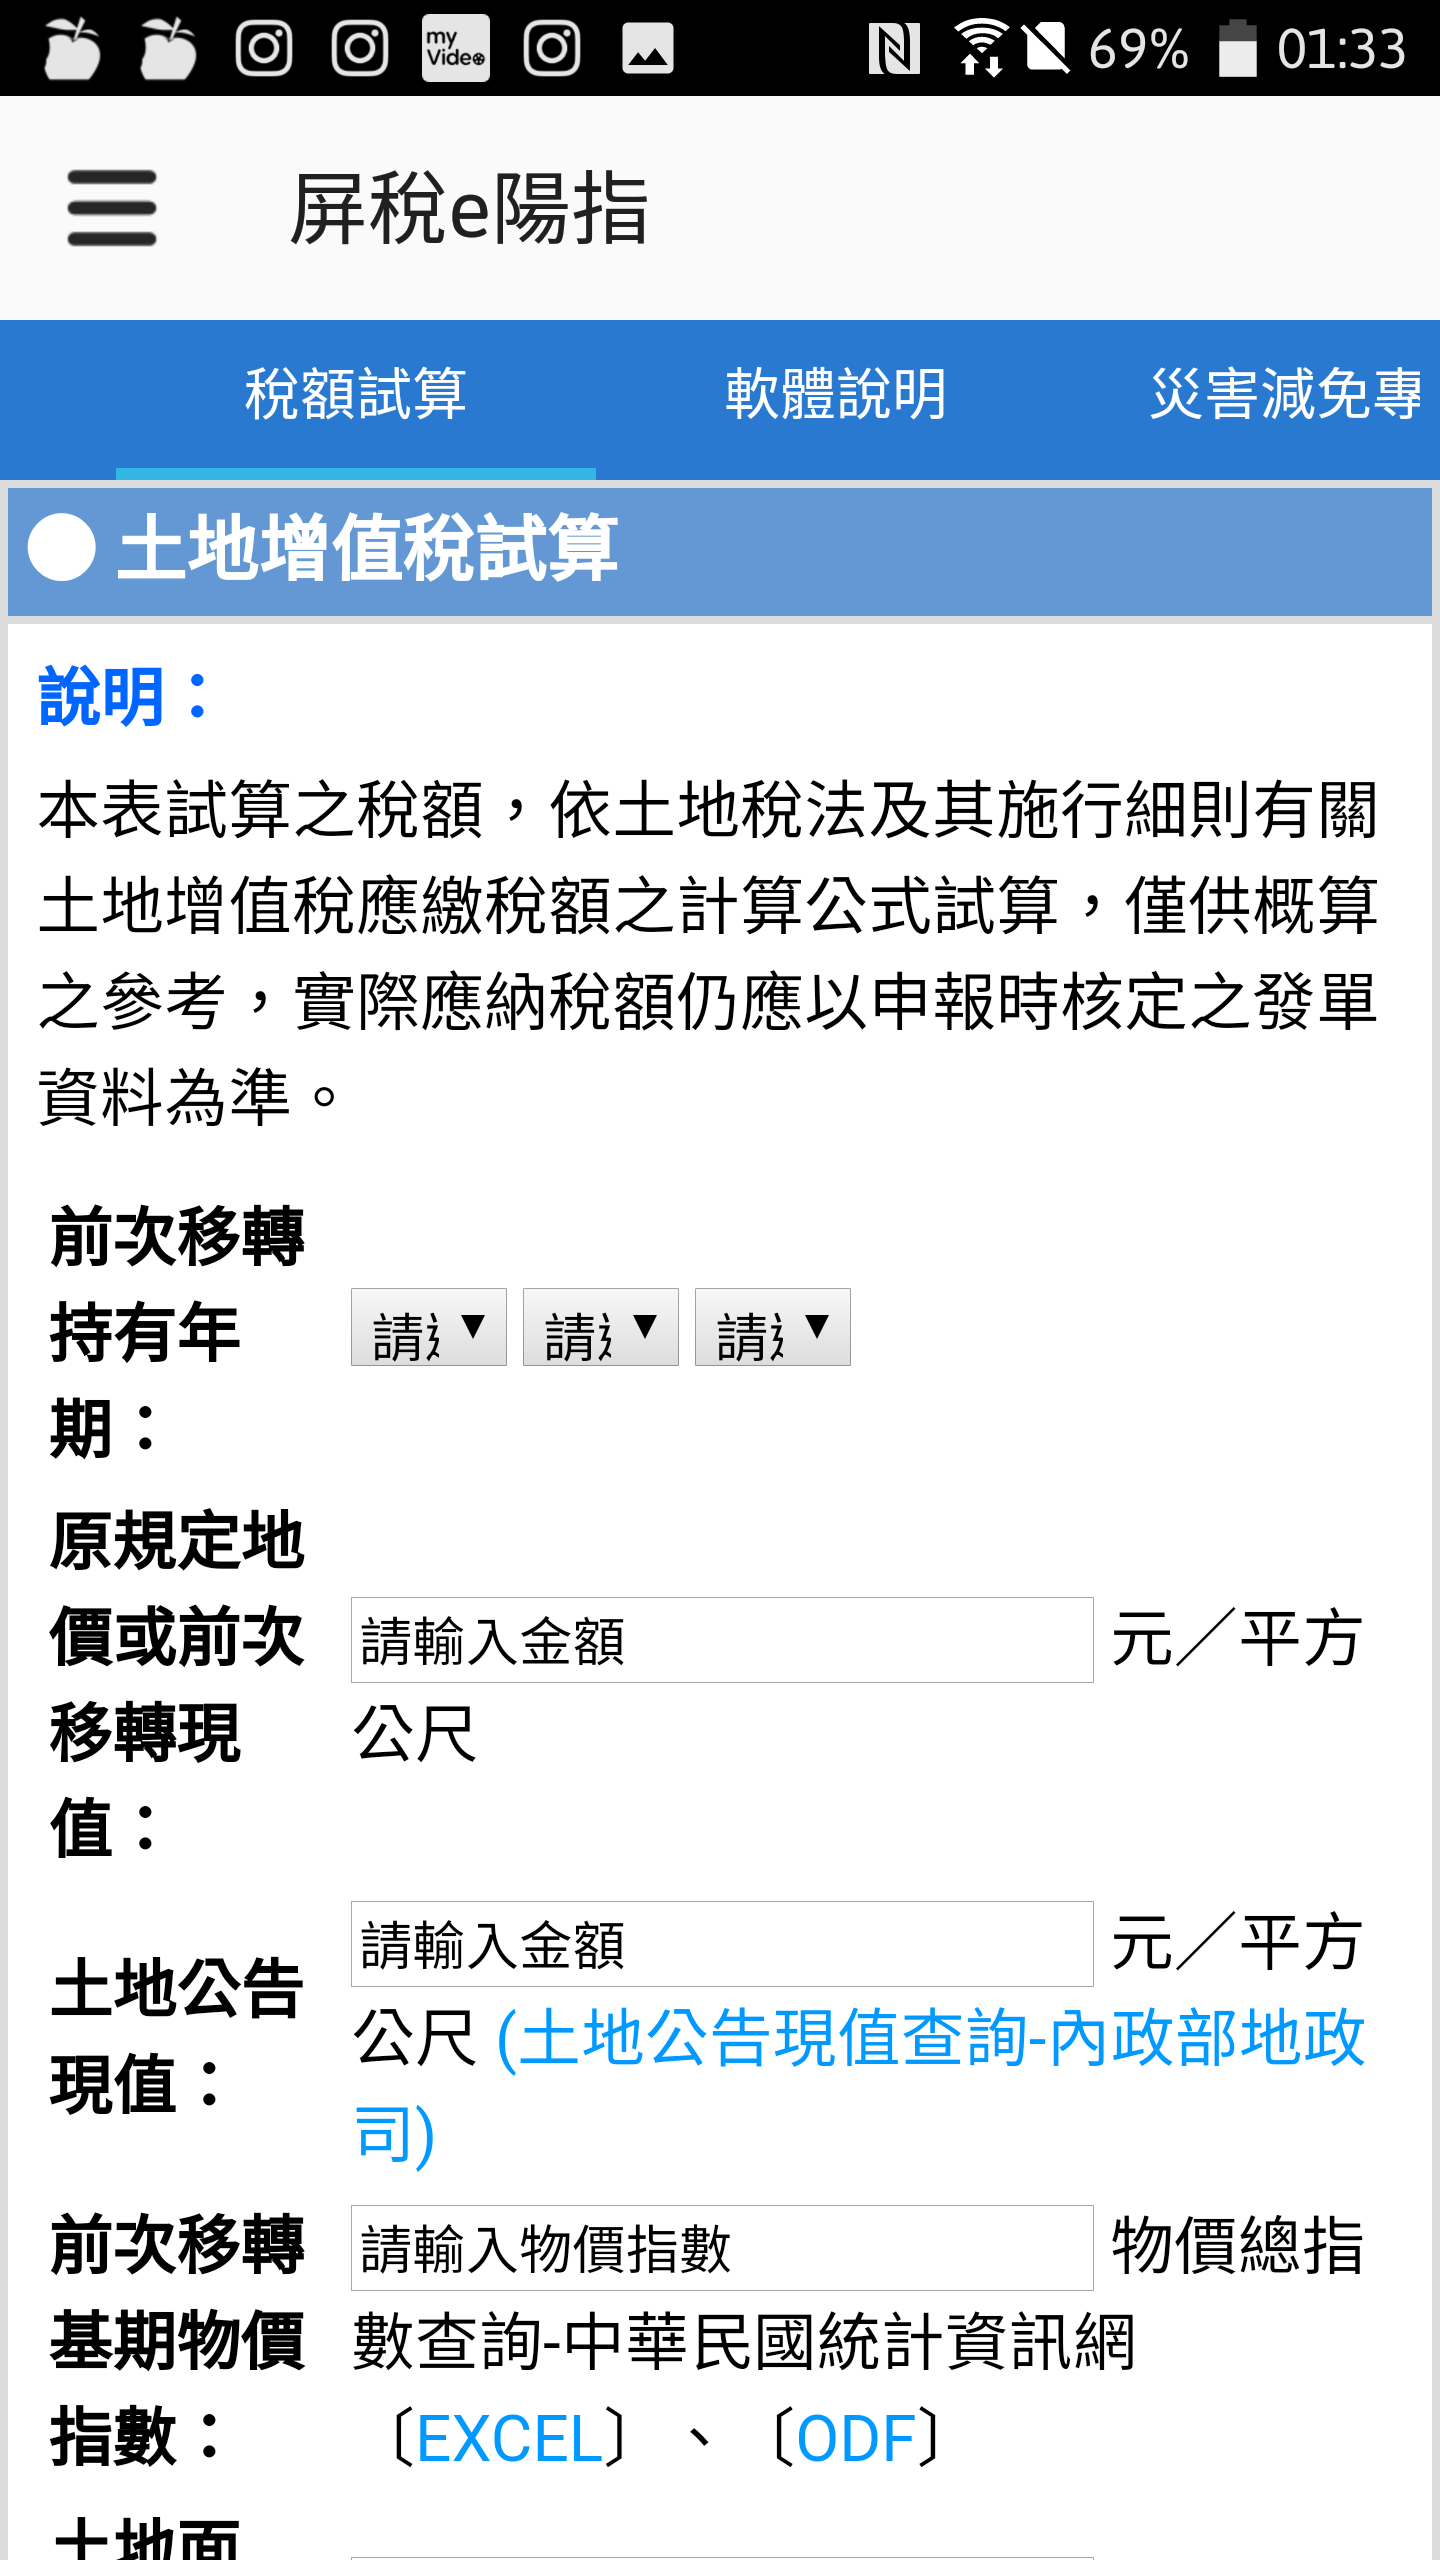 my
Video
69%
01:33
屏稅e陽指
稅額試算
軟體說明
災害減免專
土地增值稅試算
說明：
本表試算之稅額，依土地稅法及其施行細則有關
土地增值稅應繳稅額之計算公式試算，僅供概算
之參考，實際應納稅額仍應以申報時核定之發單
資料為準。
前次移轉
持有年
期：
請
請
請
原規定地
價或前次
移轉現
值：
請輸入金額 元／平方
公尺
土地公告
現值：
請輸入金額 元／平方
公尺 (土地公告現值查詢-內政部地政
司)
前次移轉
基期物價
指數：
請輸入物價指數 物價總指
數查詢-中華民國統計資訊網
〔EXCEL〕、〔ODF〕
土地面